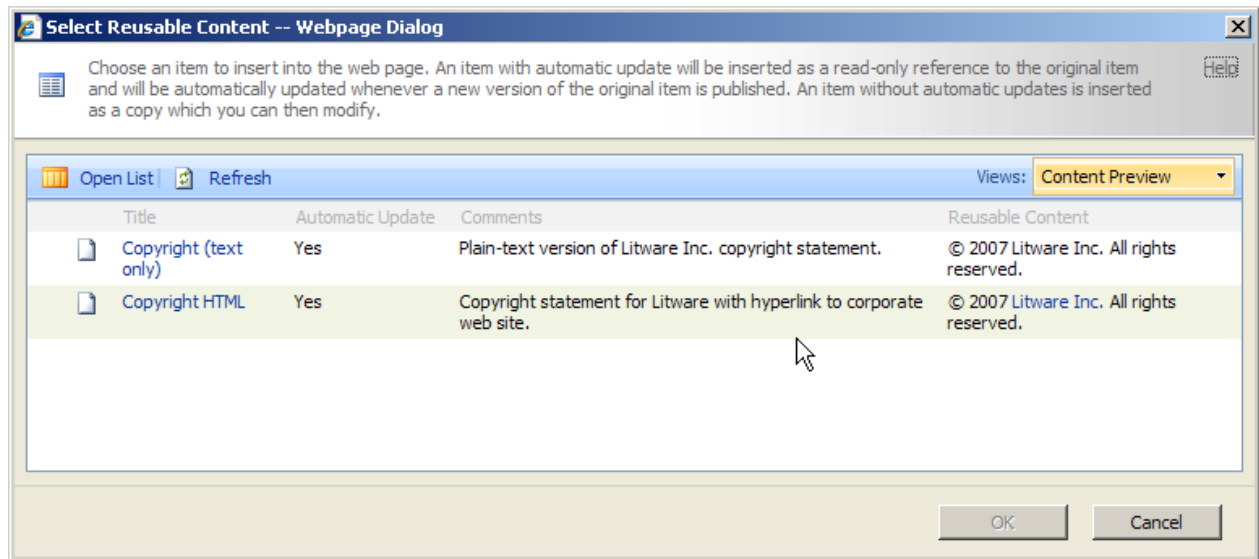 Select Reusable Content -- Webpage Dialog
Choose an item to insert into the web page. An item with automatic update will be inserted as a read-only reference to the original item
and will be automatically updated whenever a new version of the original item is published. An item without automatic updates is inserted
as a copy which you can then modify.
Help
Open List Refresh Views: Content Preview
Title Automatic Update Comments Reusable Content
Copyright (text Yes Plain-text version of Litware Inc. copyright statement. © 2007 Litware Inc. All rights
only) reserved.
Copyright HTML Yes Copyright statement for Litware with hyperlink to corporate © 2007 Litware Inc. All rights
web site. reserved.
OK Cancel